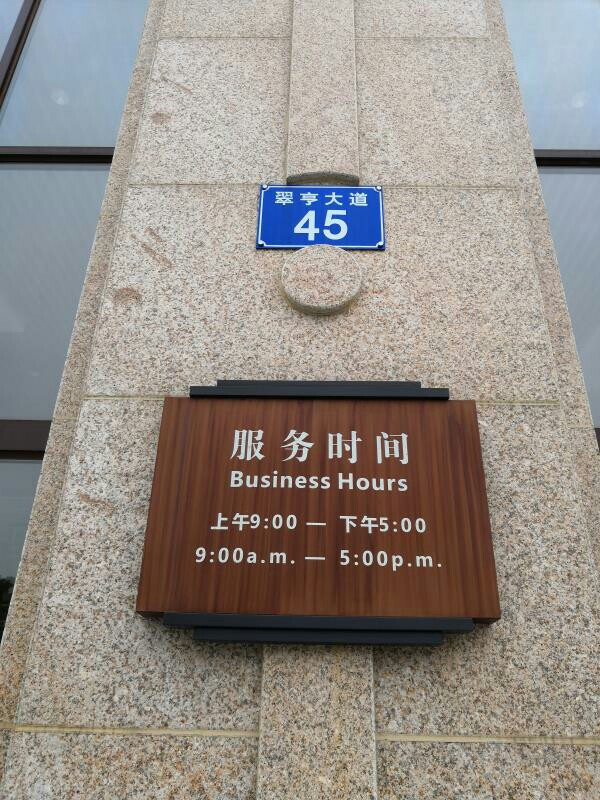 翠亨大道
45
服务时间
Business Hours
上午9:00 — 下午5:00
9:00a.m. — 5:00p.m.